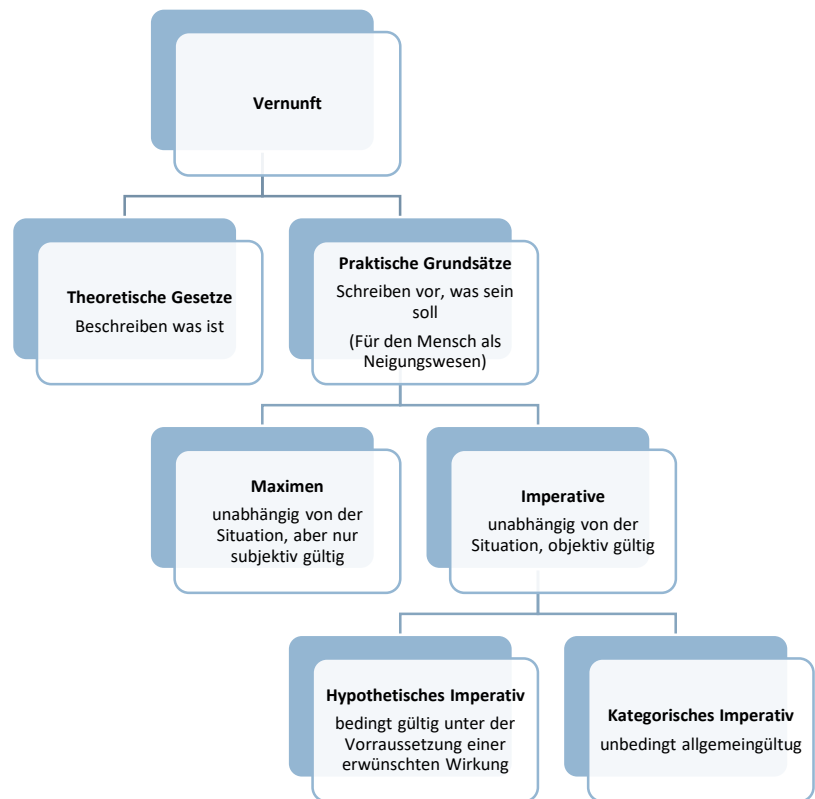 Vernunft
Theoretische Gesetze
Beschreiben was ist
Praktische Grundsätze
Schreiben vor, was sein
soll
(Für den Mensch als
Neigungswesen)
Maximen
unabhängig von der
Situation, aber nur
subjektiv gültig
Imperative
unabhängig von der
Situation, objektiv gültig
Hypothetisches Imperativ
bedingt gültig unter der
Vorraussetzung einer
erwünschten Wirkung
Kategorisches Imperativ
unbedingt allgemeingültug